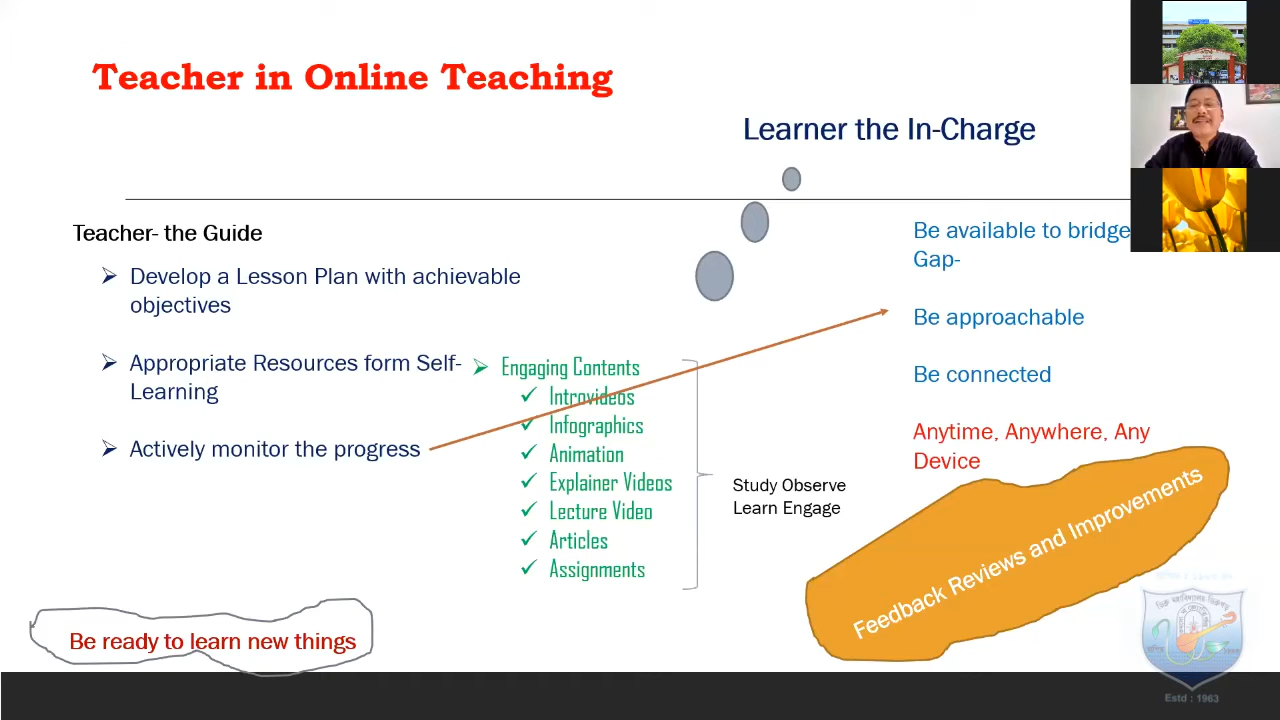 Teacher in Online Teaching
Learner the In-Charge
Teacher- the Guide
Develop a Lesson Plan with achievable
objectives
Appropriate Resources form Self-
Learning
Actively monitor the progress
Engaging Contents
Introvideos
Infographics
Animation
Explainer Videos
Lecture Video
Articles
Assignments
Study Observe
Learn Engage
Be available to bridge
Gap-
Be approachable
Be connected
Anytime, Anywhere, Any
Device
Feedback Reviews and Improvements
Be ready to learn new things
Estd : 1963